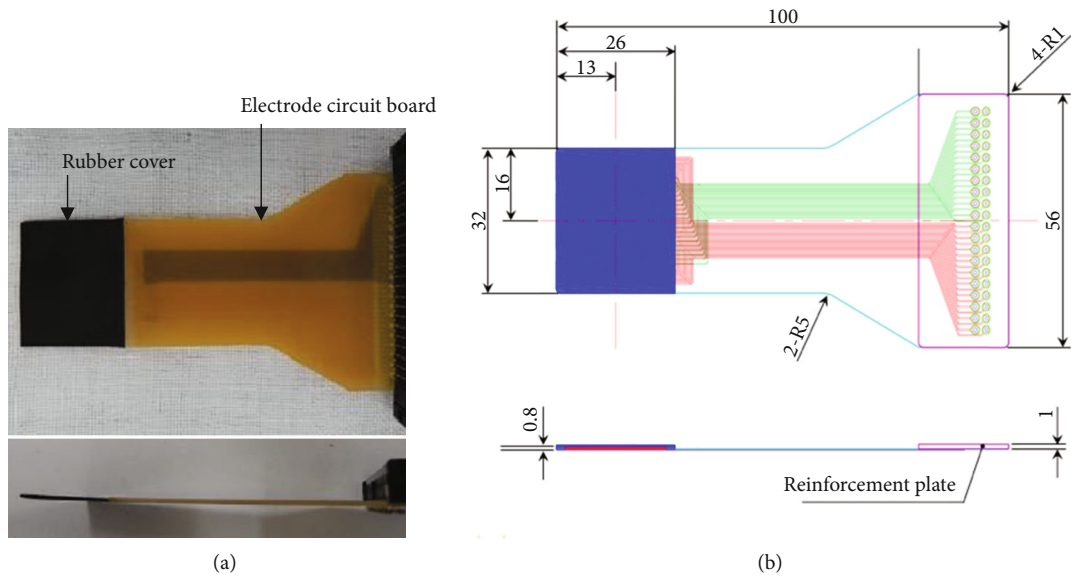 Electrode circuit board
Rubber cover
(a)
100
26
13
4-R1
16
32
56
2-R5
0.8
1
Reinforcement plate
(b)